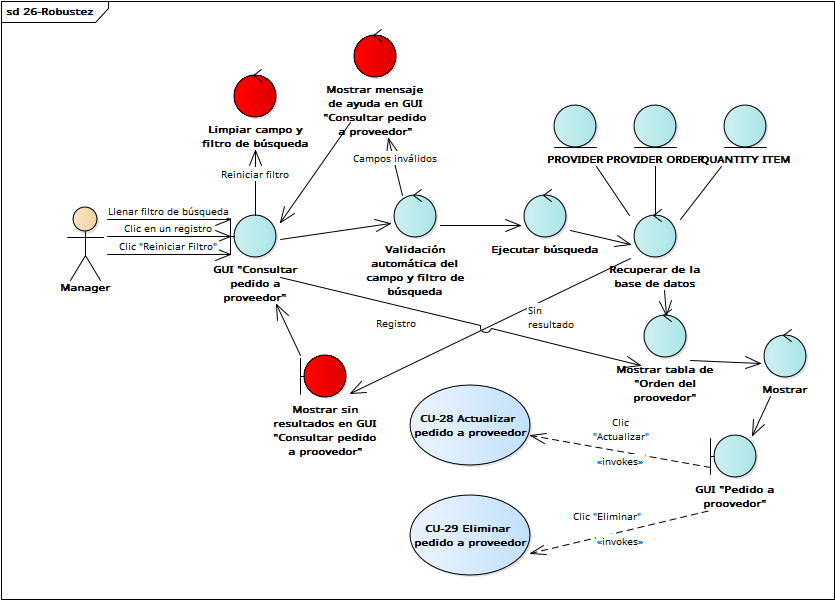 sd 26-Robustez
Mostrar mensaje
de ayuda en GUI
"Consultar pedido
a proveedor"
Limpiar campo y
filtro de búsqueda
Campos inválidos
PROVIDER
PROVIDER ORDER
QUANTITY ITEM
Reiniciar filtro
Llenar filtro de búsqueda
Clic en un registro
Clic "Reiniciar Filtro"
Manager
GUI "Consultar
pedido a
proveedor"
Validación
automática del
campo y filtro de
búsqueda
Ejecutar búsqueda
Recuperar de la
base de datos
Registro
Sin
resultado
Mostrar tabla de
"Orden del
proovedor"
Mostrar
Mostrar sin
resultados en GUI
"Consultar pedido
a proovedor"
CU-28 Actualizar
pedido a proveedor
Clic
"Actualizar"
«invokes»
GUI "Pedido a
proovedor"
CU-29 Eliminar
pedido a proveedor
Clic "Eliminar"
«invokes»